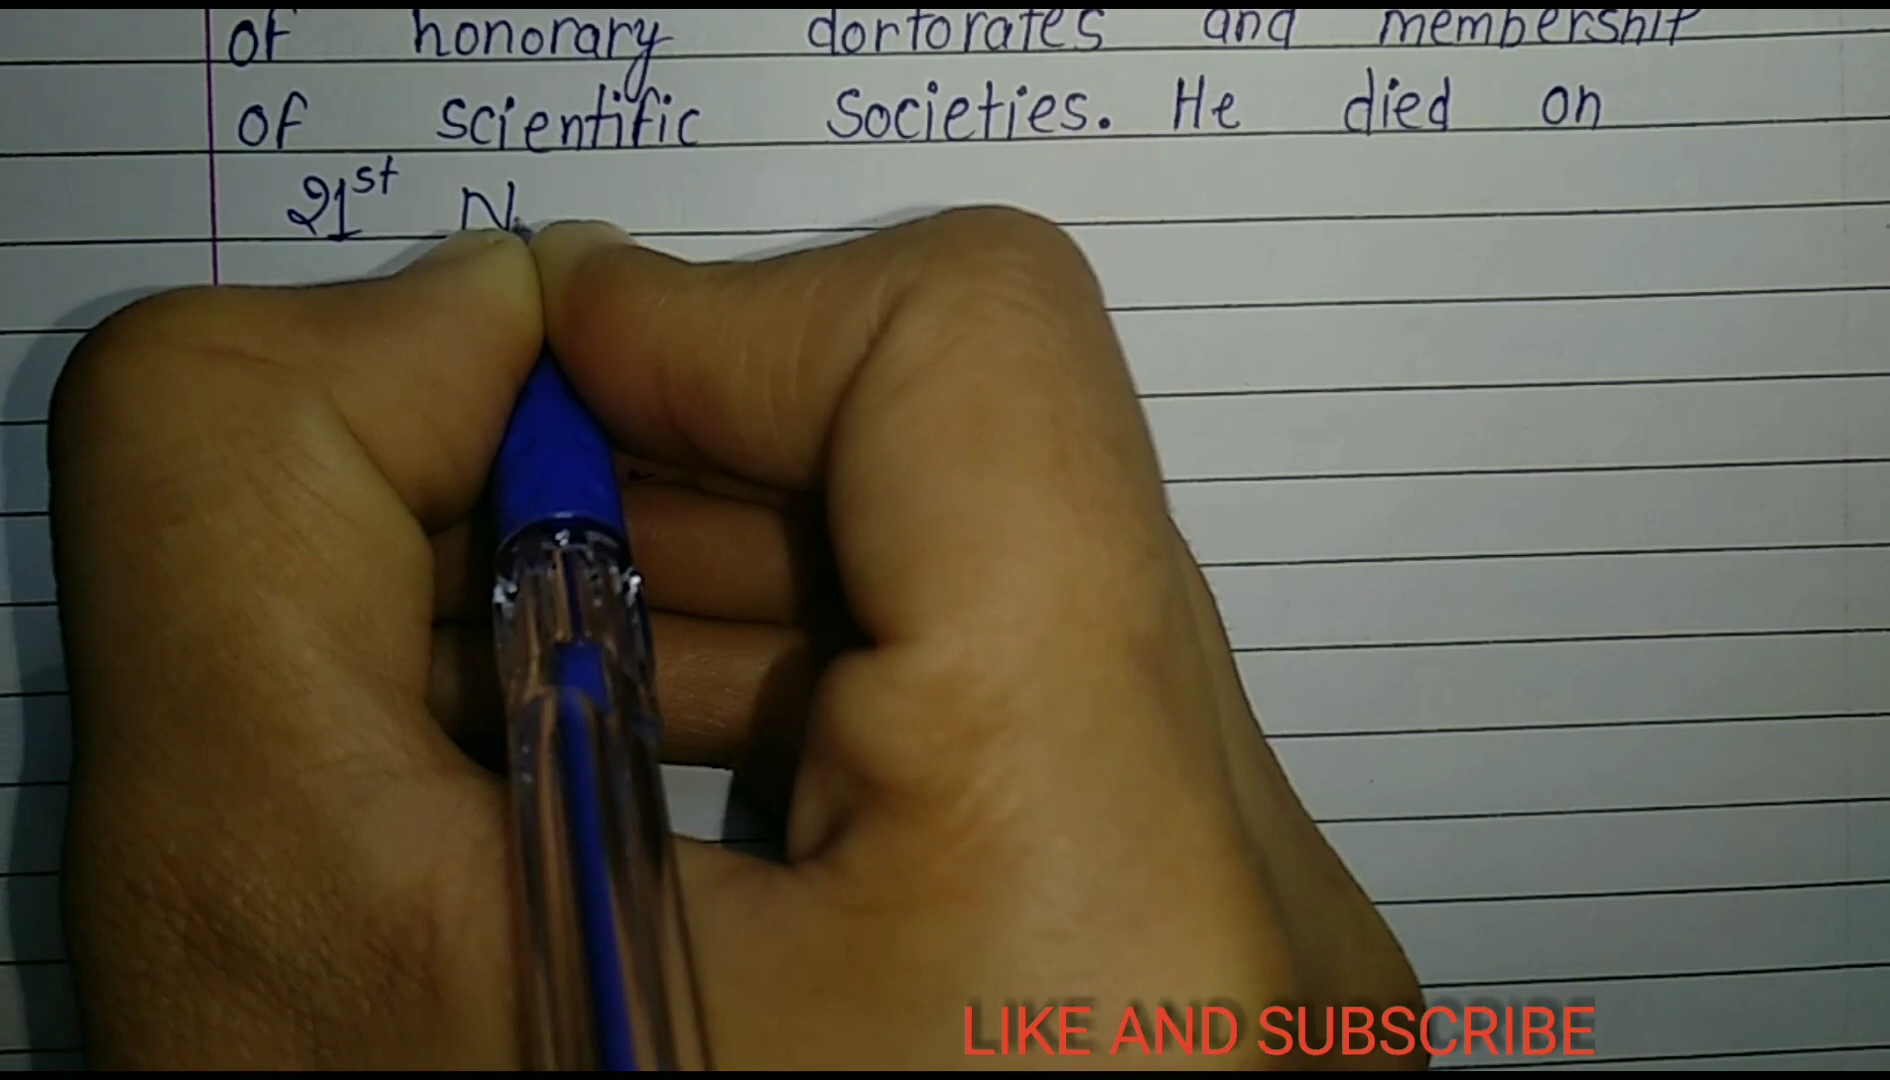 of honorary dortorates and membership
of scientific Societies. He died on
21st N
LIKE AND SUBSCRIBE